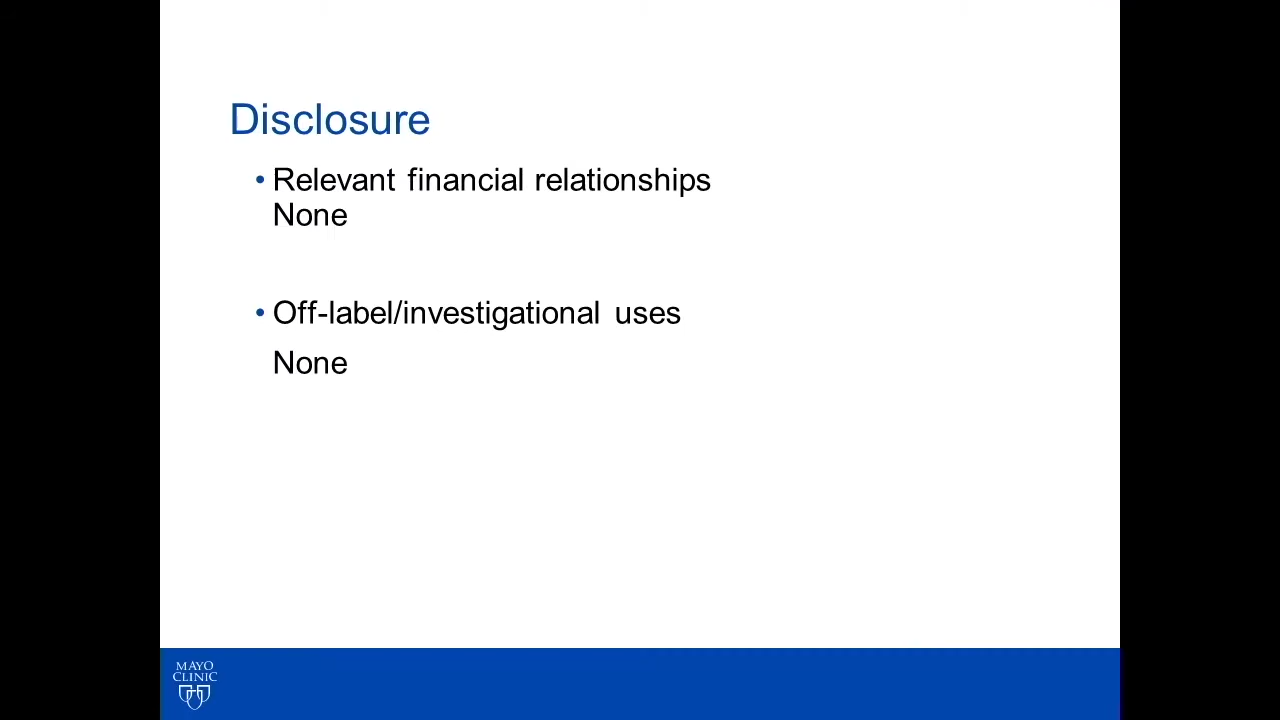 Disclosure
• Relevant financial relationships
None
• Off-label/investigational uses
None
MAYO
CLINIC